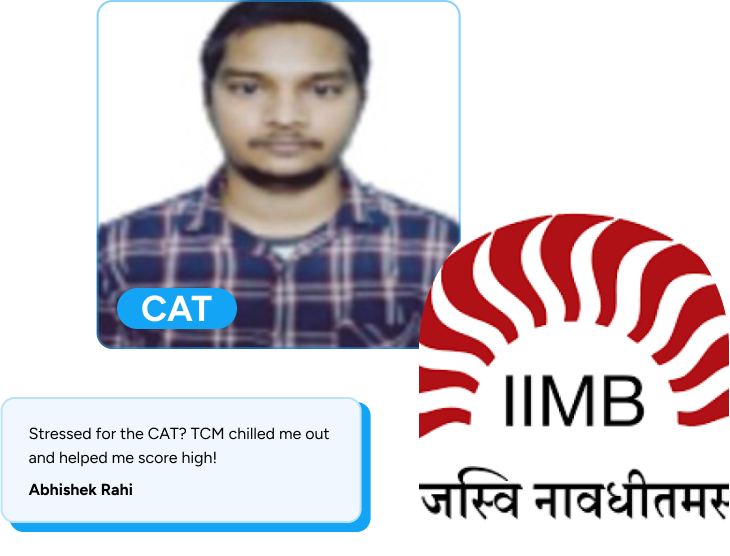 CAT
IIMB
जस्वि नावधीतमस
Stressed for the CAT? TCM chilled me out
and helped me score high!
Abhishek Rahi